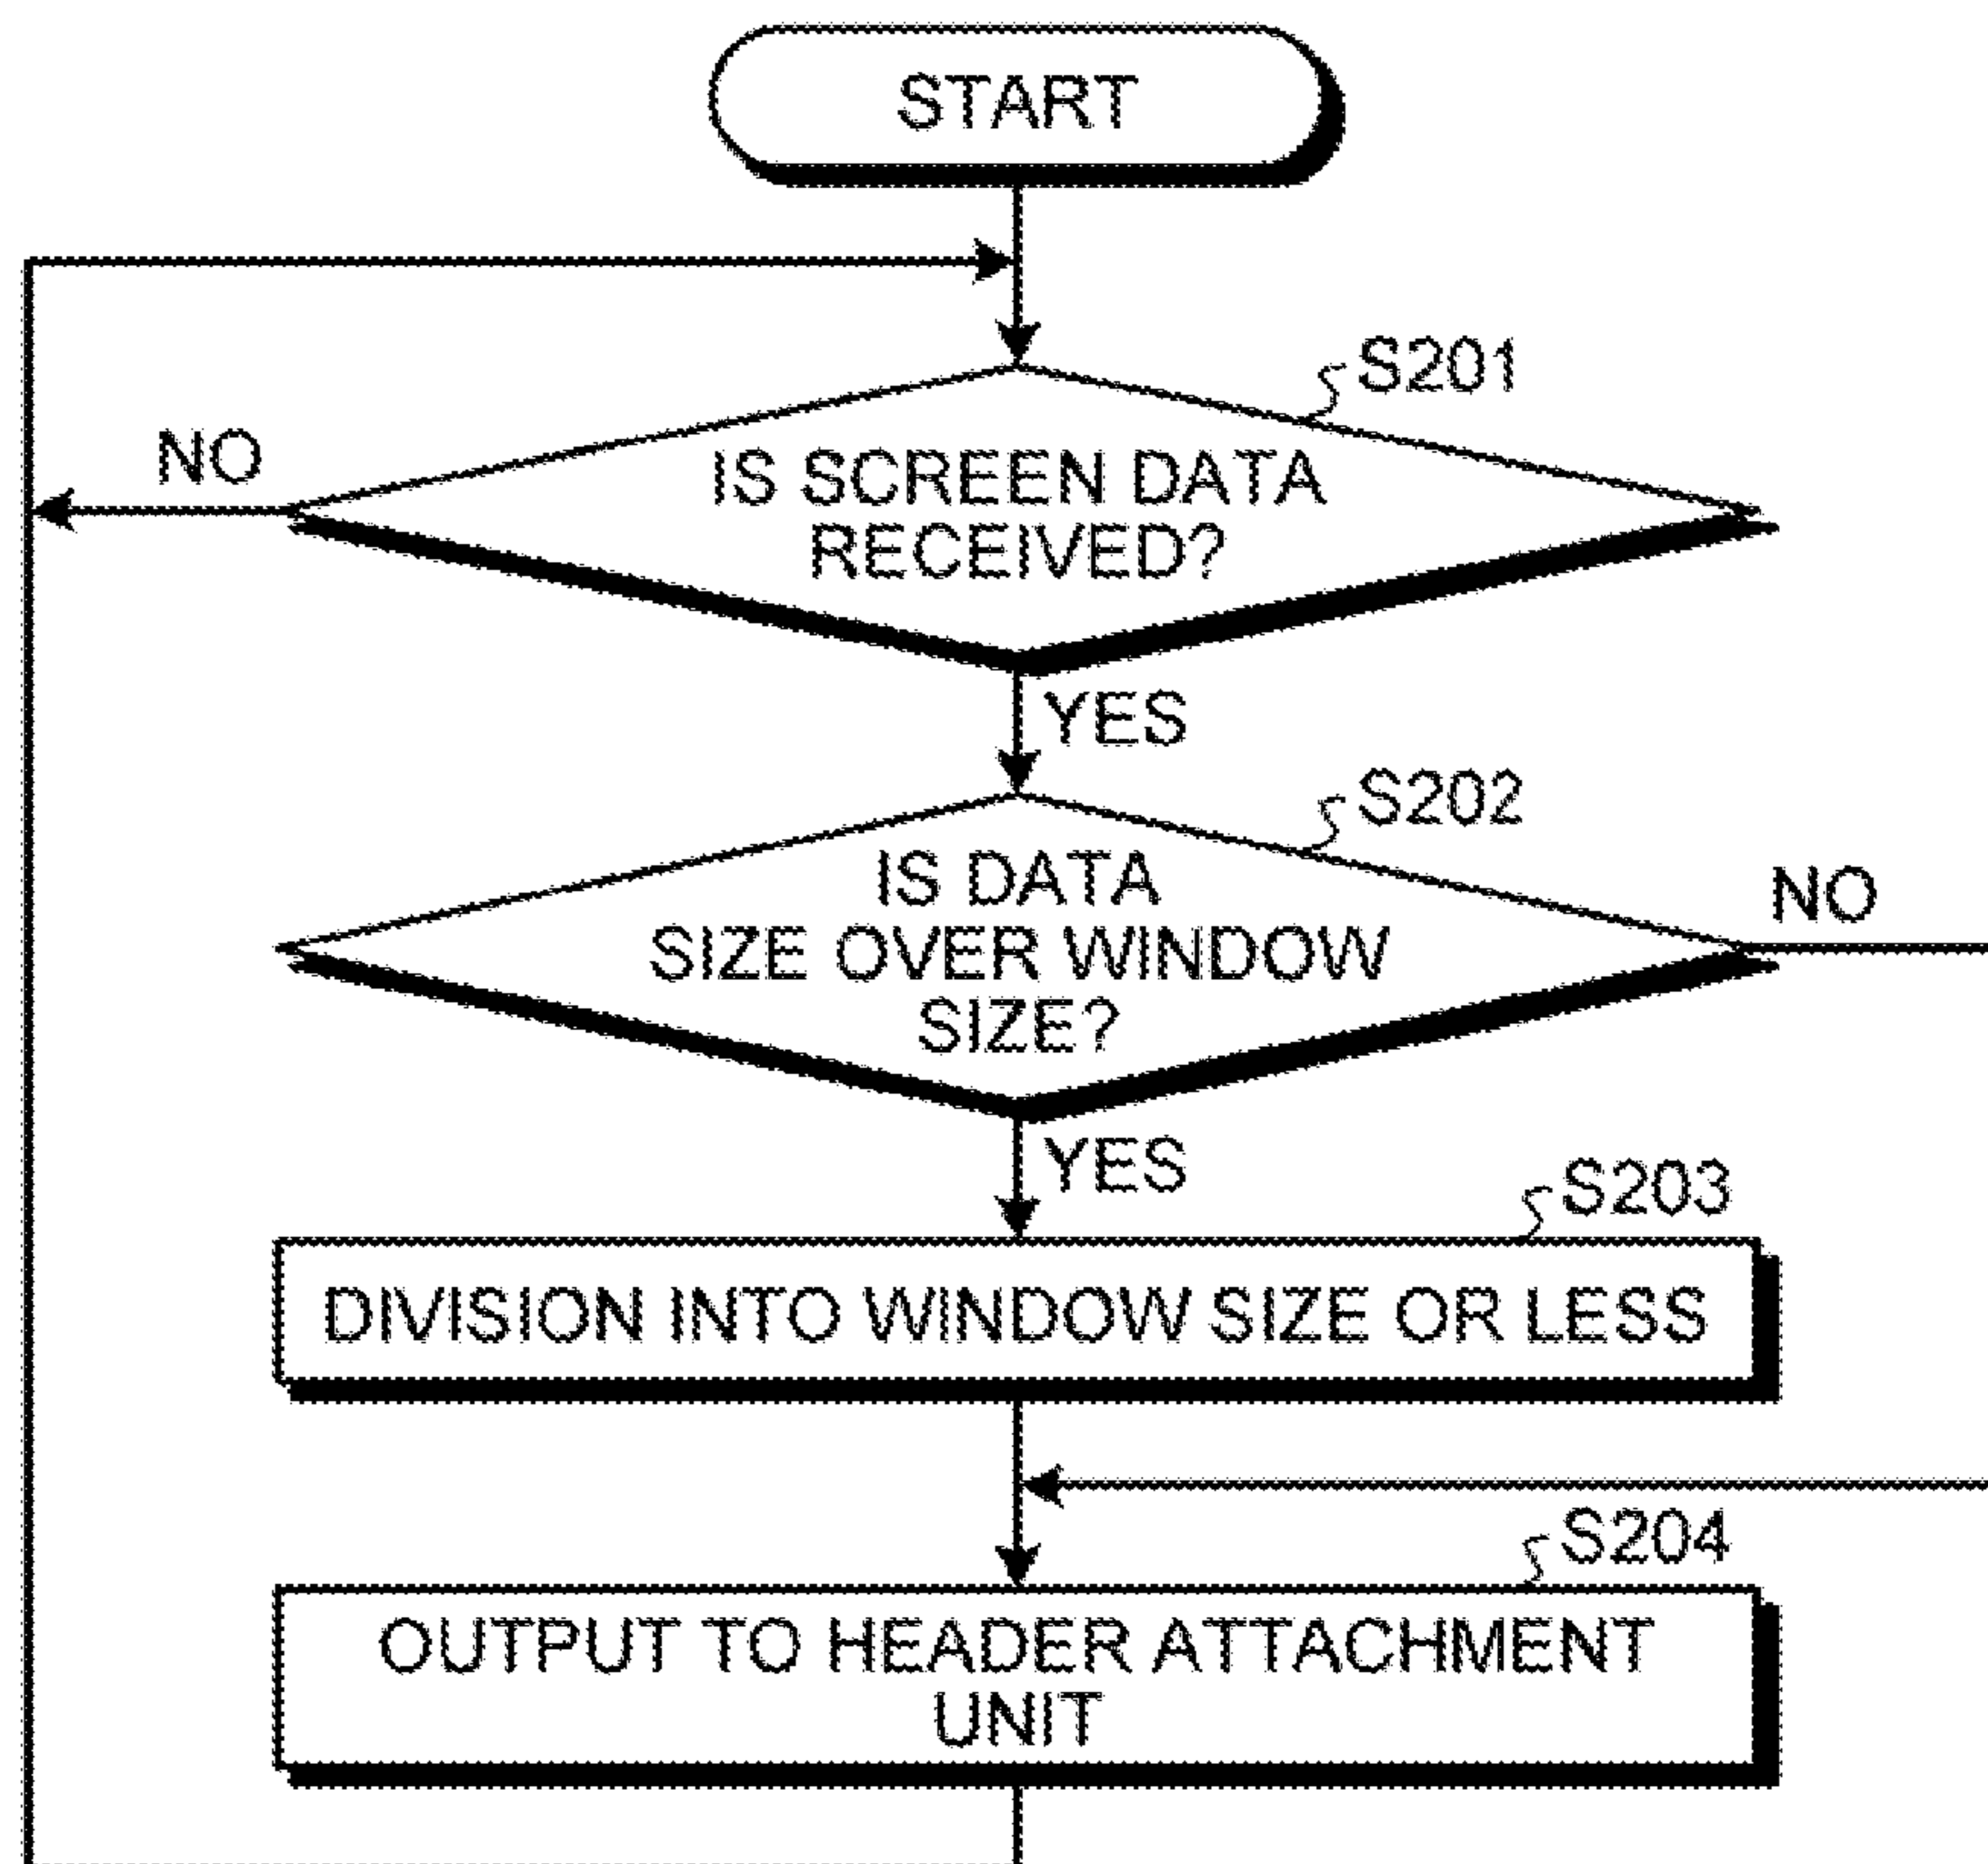 START
S201
NO
IS SCREEN DATA
RECEIVED?
YES
S202
IS DATA
SIZE OVER WINDOW
SIZE?
NO
YES
S203
DIVISION INTO WINDOW SIZE OR LESS
S204
OUTPUT TO HEADER ATTACHMENT
UNIT